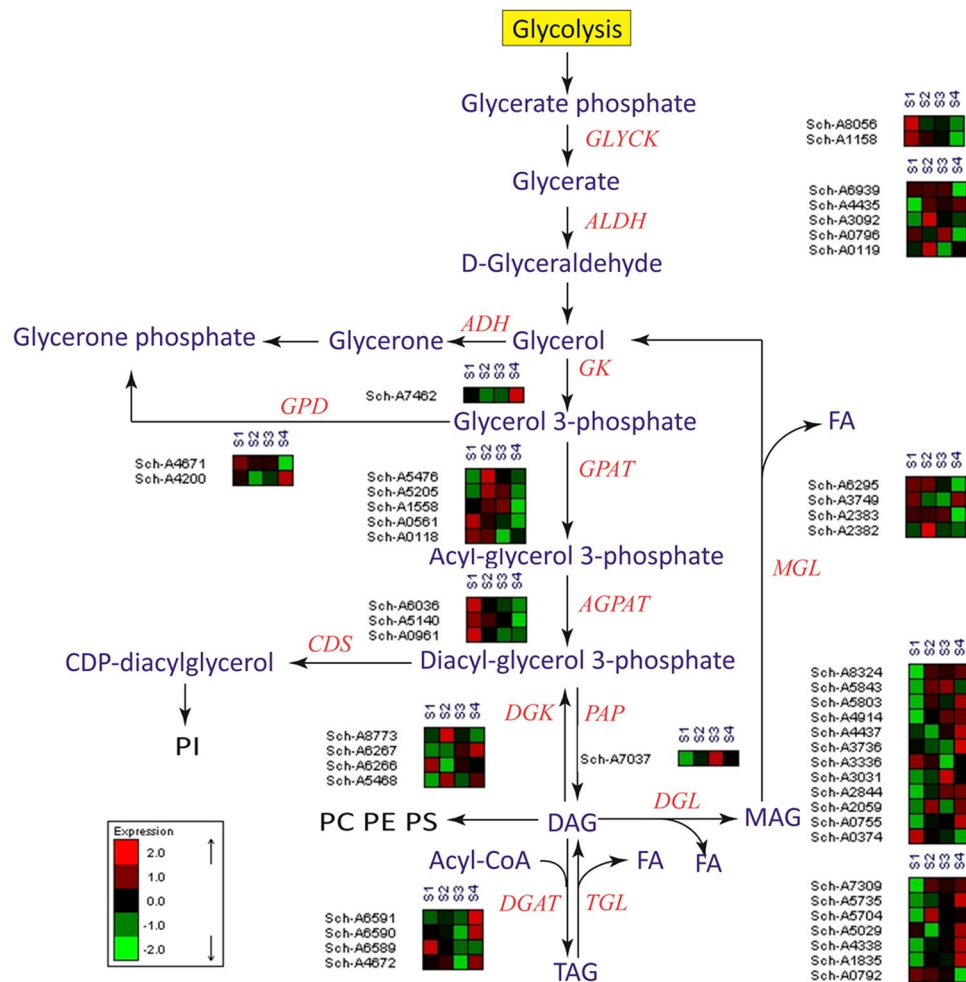 Glycolysis
Glycerate phosphate
GLYCK
Glycerate
ALDH
D-Glyceraldehyde
Glycerone phosphate
Glycerone
ADH
Glycerol
GK
S1 S2 S3 S4
Sch-A7462
Glycerol 3-phosphate
GPD
S1 S2 S3 S4
Sch-A4671
Sch-A4200
GPAT
S1 S2 S3 S4
Sch-A5476
Sch-A5205
Sch-A1558
Sch-A0561
Sch-A0118
Acyl-glycerol 3-phosphate
AGPAT
S1 S2 S3 S4
Sch-A6036
Sch-A5140
Sch-A0961
CDP-diacylglycerol
CDS
Diacyl-glycerol 3-phosphate
PI
DGK
PAP
S1 S2 S3 S4
Sch-A8773
Sch-A6267
Sch-A6266
Sch-A5468
S1 S2 S3 S4
Sch-A7037
PC PE PS
DAG
DGL
MAG
FA
Acyl-CoA
FA
DGAT
TGL
S1 S2 S3 S4
Sch-A6591
Sch-A6590
Sch-A6589
Sch-A4672
TAG
MGL
FA
Expression
2.0
1.0
0.0
-1.0
-2.0
S1 S2 S3 S4
Sch-A8056
Sch-A1158
S1 S2 S3 S4
Sch-A6939
Sch-A4435
Sch-A3092
Sch-A0796
Sch-A0119
S1 S2 S3 S4
Sch-A6295
Sch-A3749
Sch-A2383
Sch-A2382
S1 S2 S3 S4
Sch-A8324
Sch-A5843
Sch-A5803
Sch-A4914
Sch-A4437
Sch-A3736
Sch-A3336
Sch-A3031
Sch-A2844
Sch-A2059
Sch-A0755
Sch-A0374
S1 S2 S3 S4
Sch-A7309
Sch-A5735
Sch-A5704
Sch-A5029
Sch-A4338
Sch-A1835
Sch-A0792